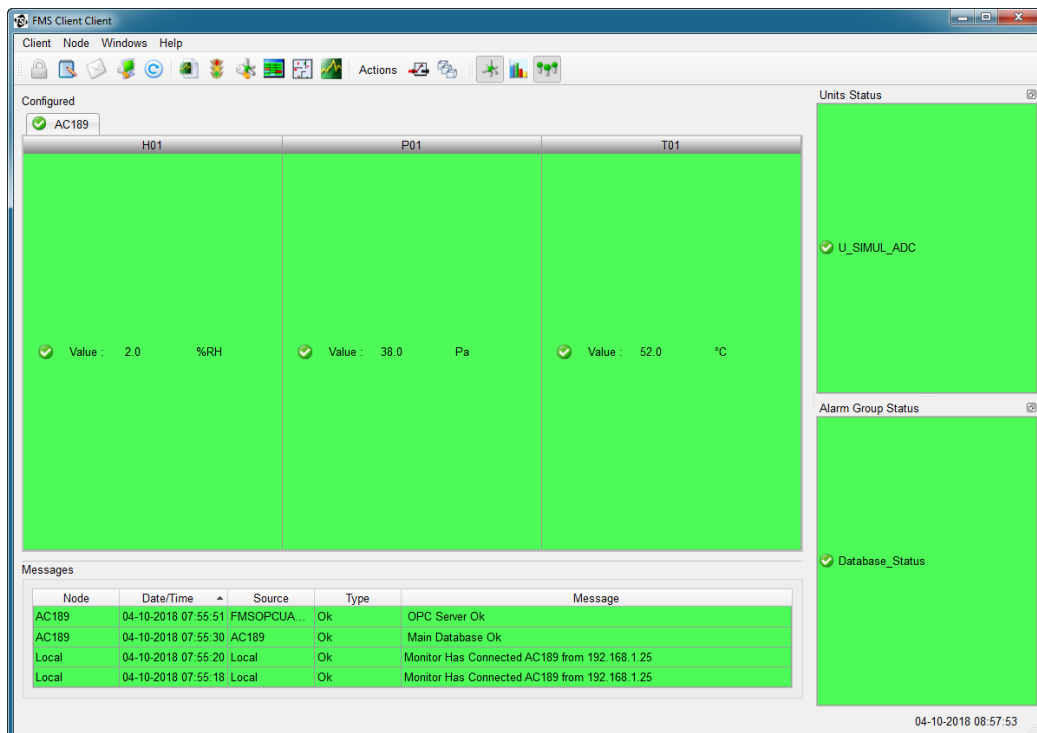 FMS Client Client
Client Node Windows Help
Actions
Configured
AC189
H01 P01 T01
Value : 2.0 %RH Value : 38.0 Pa Value : 52.0 °C
Messages
Node Date/Time Source Type Message
AC189 04-10-2018 07:55:51 FMSOPCUA... Ok OPC Server Ok
AC189 04-10-2018 07:55:30 AC189 Ok Main Database Ok
Local 04-10-2018 07:55:20 Local Ok Monitor Has Connected AC189 from 192.168.1.25
Local 04-10-2018 07:55:18 Local Ok Monitor Has Connected AC189 from 192.168.1.25
Units Status
U_SIMUL_ADC
Alarm Group Status
Database_Status
04-10-2018 08:57:53